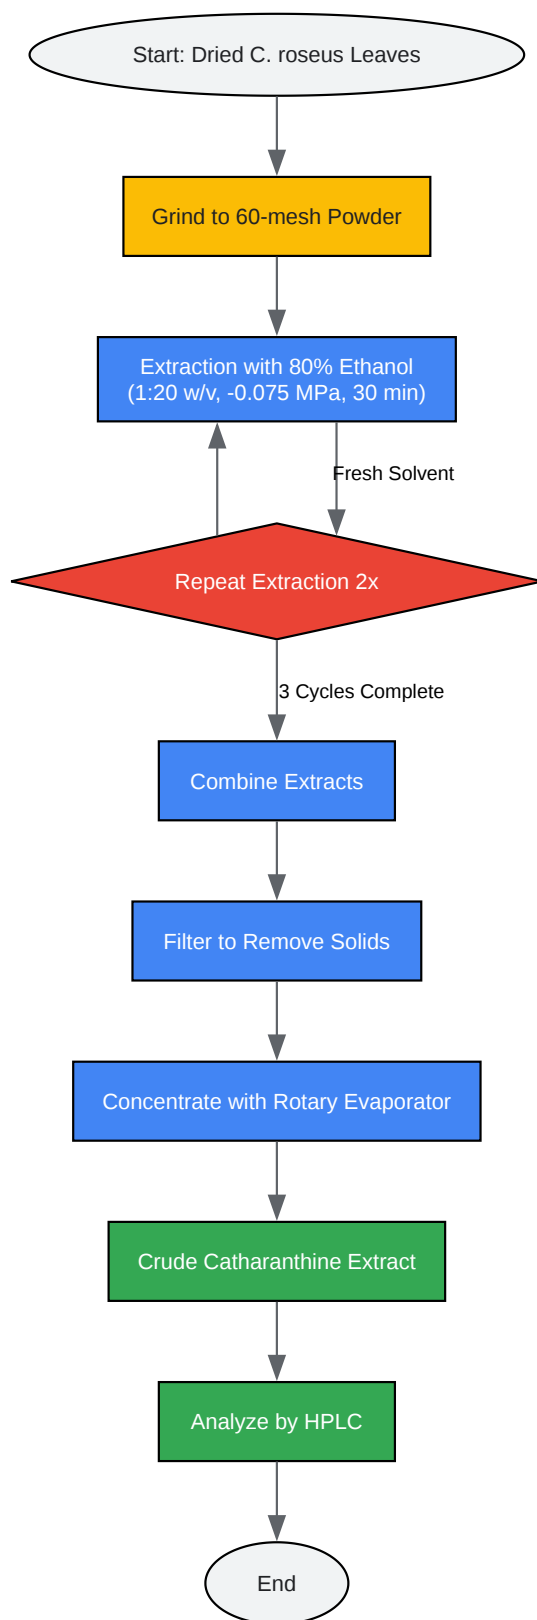 Start: Dried C. roseus Leaves
Grind to 60-mesh Powder
Extraction with 80% Ethanol
(1:20 w/v, -0.075 MPa, 30 min)
Fresh Solvent
Repeat Extraction 2x
3 Cycles Complete
Combine Extracts
Filter to Remove Solids
Concentrate with Rotary Evaporator
Crude Catharanthine Extract
Analyze by HPLC
End